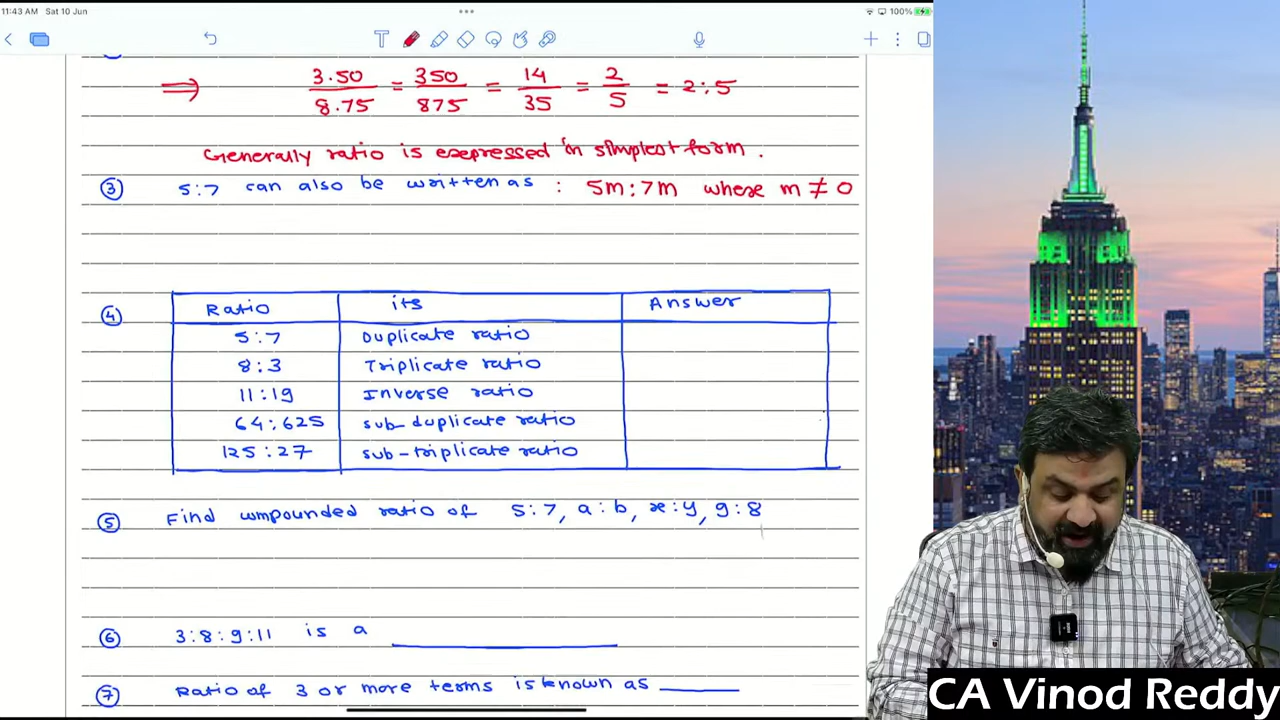 11:43 AM Sat 10 Jun
100%
⇒ 3.50/8.75 = 350/875 = 14/35 = 2/5 = 2:5
Generally ratio is expressed in simplest form.
③ 5:7 can also be written as : 5m:7m where m ≠ 0
④ Ratio its Answer
5:7 Duplicate ratio
8:3 Triplicate ratio
11:19 Inverse ratio
64:625 sub-duplicate ratio
125:27 sub-triplicate ratio
⑤ Find compounded ratio of 5:7, a:b, x:y, 9:8
⑥ 3:8:9:11 is a ________
⑦ Ratio of 3 or more terms is known as ____
CA Vinod Reddy